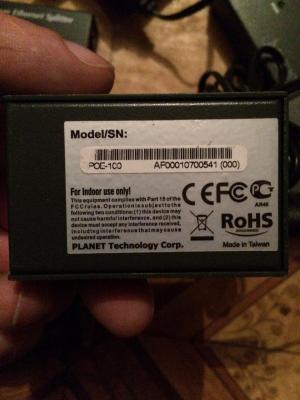 Ethernet Splitter
Model/SN:
POE-100 AF00010700541 (000)
For Indoor use only!
This equipment complies with Part 15 of the
FCC rules. Operation is subject to the
following two conditions: (1) this device may
not cause harmful interference, and (2) this
device must accept any interference received,
including interference that may cause
undesired operation.
PLANET Technology Corp.
CE FC PG
RoHS
Made in Taiwan